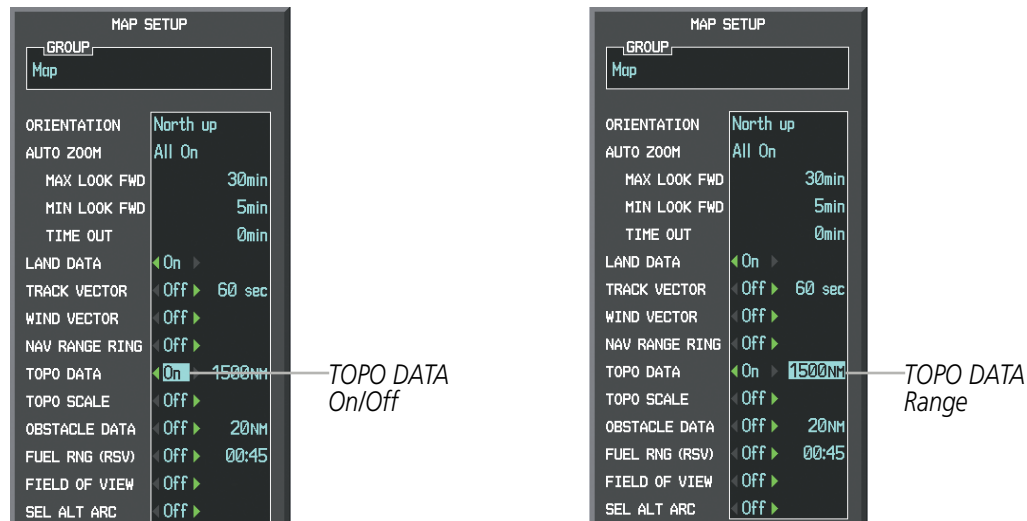 MAP SETUP
GROUP
Map
ORIENTATION North up
AUTO ZOOM All On
MAX LOOK FWD 30min
MIN LOOK FWD 5min
TIME OUT 0min
LAND DATA On
TRACK VECTOR Off 60 sec
WIND VECTOR Off
NAV RANGE RING Off
TOPO DATA On 1500NM
TOPO SCALE Off
OBSTACLE DATA Off 20NM
FUEL RNG (RSV) Off 00:45
FIELD OF VIEW Off
SEL ALT ARC Off
TOPO DATA
On/Off
MAP SETUP
GROUP
Map
ORIENTATION North up
AUTO ZOOM All On
MAX LOOK FWD 30min
MIN LOOK FWD 5min
TIME OUT 0min
LAND DATA On
TRACK VECTOR Off 60 sec
WIND VECTOR Off
NAV RANGE RING Off
TOPO DATA On 1500NM
TOPO SCALE Off
OBSTACLE DATA Off 20NM
FUEL RNG (RSV) Off 00:45
FIELD OF VIEW Off
SEL ALT ARC Off
TOPO DATA
Range